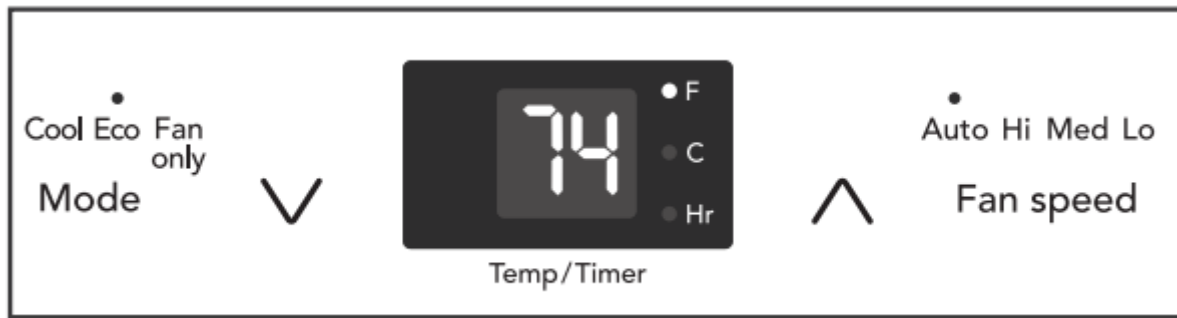 Cool Eco Fan only
Mode
74
F
C
Hr
Temp/Timer
Auto Hi Med Lo
Fan speed